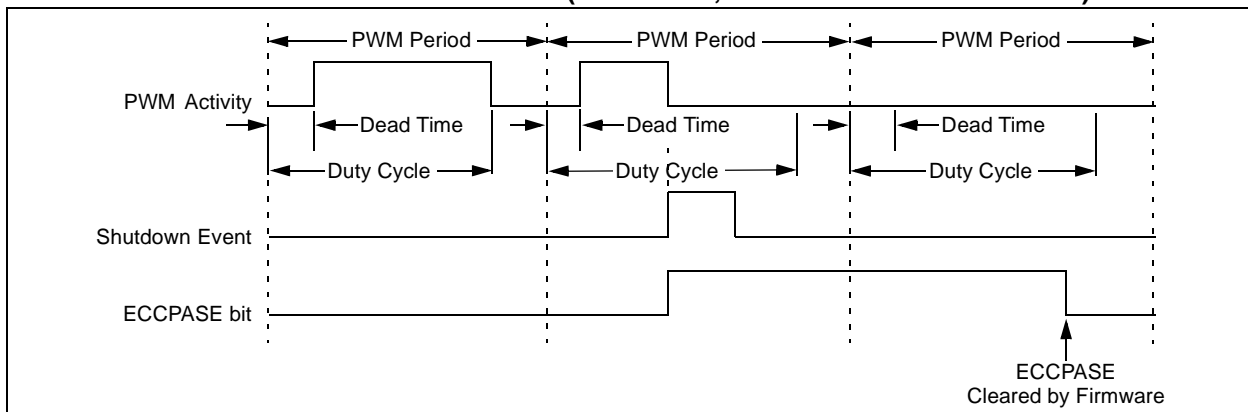 PWM Period PWM Period PWM Period
PWM Activity
Dead Time Dead Time Dead Time
Duty Cycle Duty Cycle Duty Cycle
Shutdown Event
ECCPASE bit
ECCPASE
Cleared by Firmware